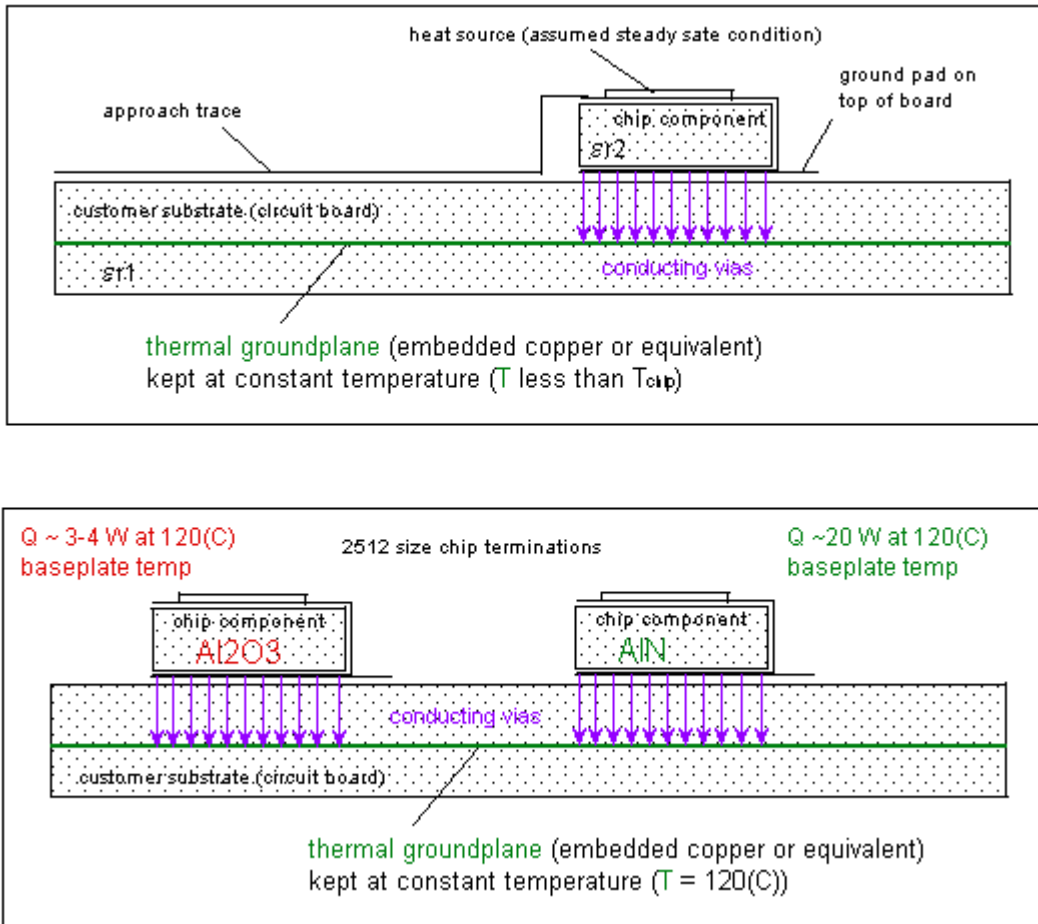 heat source (assumed steady sate condition)
ground pad on
top of board
approach trace
chip component
εr2
customer substrate (circuit board)
εr1
conducting vias
thermal groundplane (embedded copper or equivalent)
kept at constant temperature (T less than Tchip)
Q ~ 3-4 W at 120(C)
baseplate temp
2512 size chip terminations
Q ~20 W at 120(C)
baseplate temp
chip component
Al2O3
chip component
AlN
conducting vias
customer substrate (circuit board)
thermal groundplane (embedded copper or equivalent)
kept at constant temperature (T = 120(C))